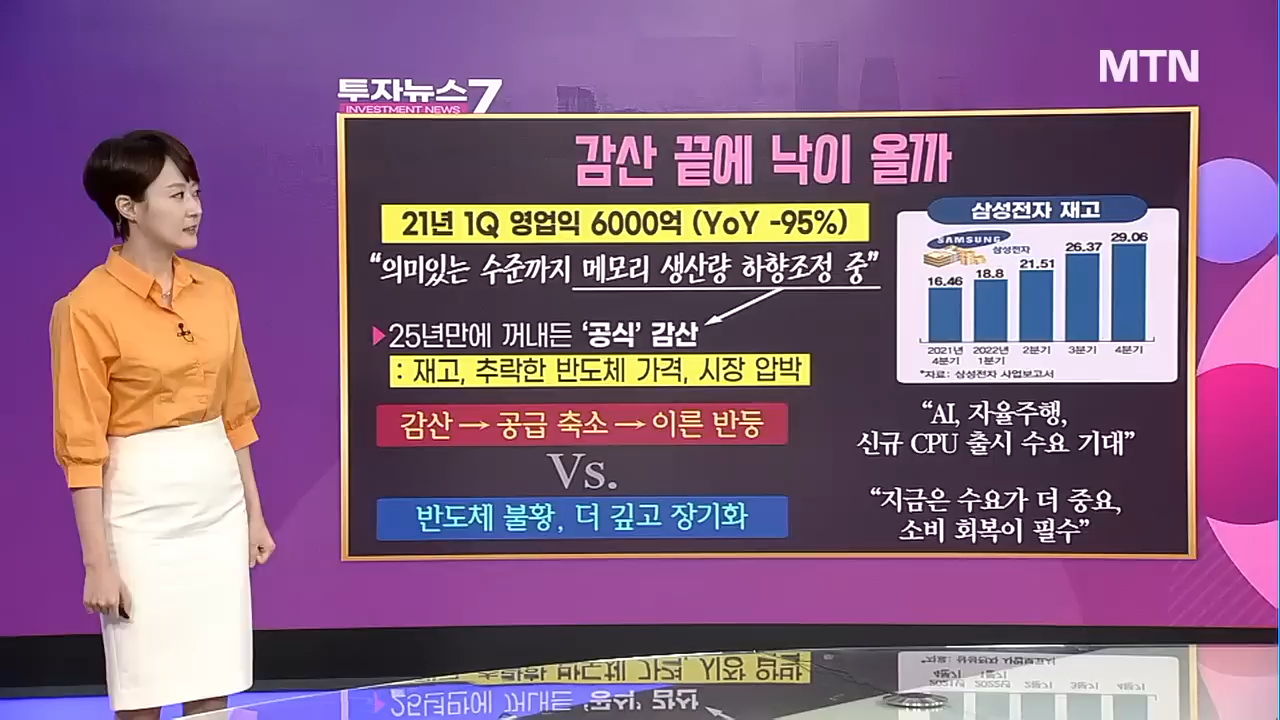 MTN
투자뉴스7
INVESTMENT NEWS
감산 끝에 낙이 올까
21년 1Q 영업익 6000억 (YoY -95%)
“의미있는 수준까지 메모리 생산량 하향조정 중”
25년만에 꺼내든 ‘공식’ 감산
: 재고, 추락한 반도체 가격, 시장 압박
감산 → 공급 축소 → 이른 반등
Vs.
반도체 불황, 더 깊고 장기화
삼성전자 재고
SAMSUNG
삼성전자
16.46 18.8 21.51 26.37 29.06
2021년 2022년 2분기 3분기 4분기
4분기 1분기
*자료: 삼성전자 사업보고서
“AI, 자율주행,
신규 CPU 출시 수요 기대”
“지금은 수요가 더 중요,
소비 회복이 필수”